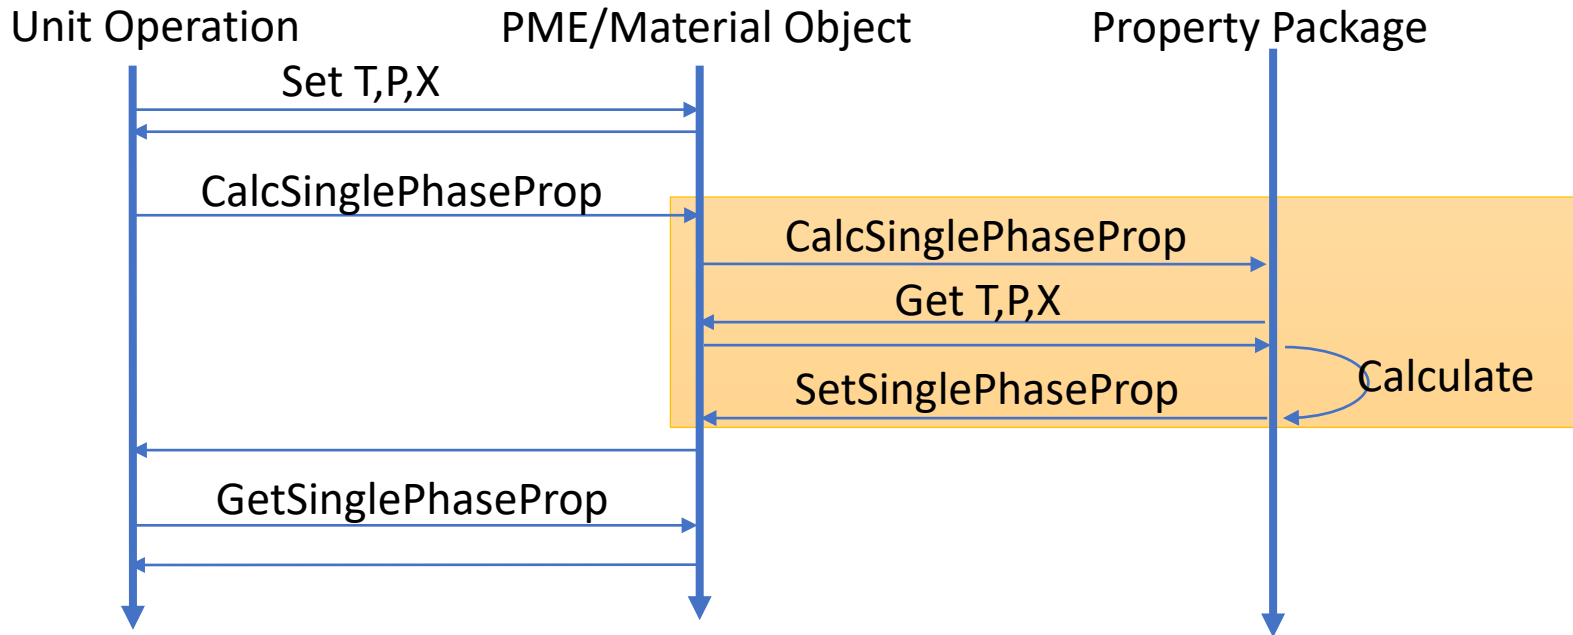 Unit Operation
PME/Material Object
Property Package
Set T,P,X
CalcSinglePhaseProp
CalcSinglePhaseProp
Get T,P,X
Calculate
SetSinglePhaseProp
GetSinglePhaseProp